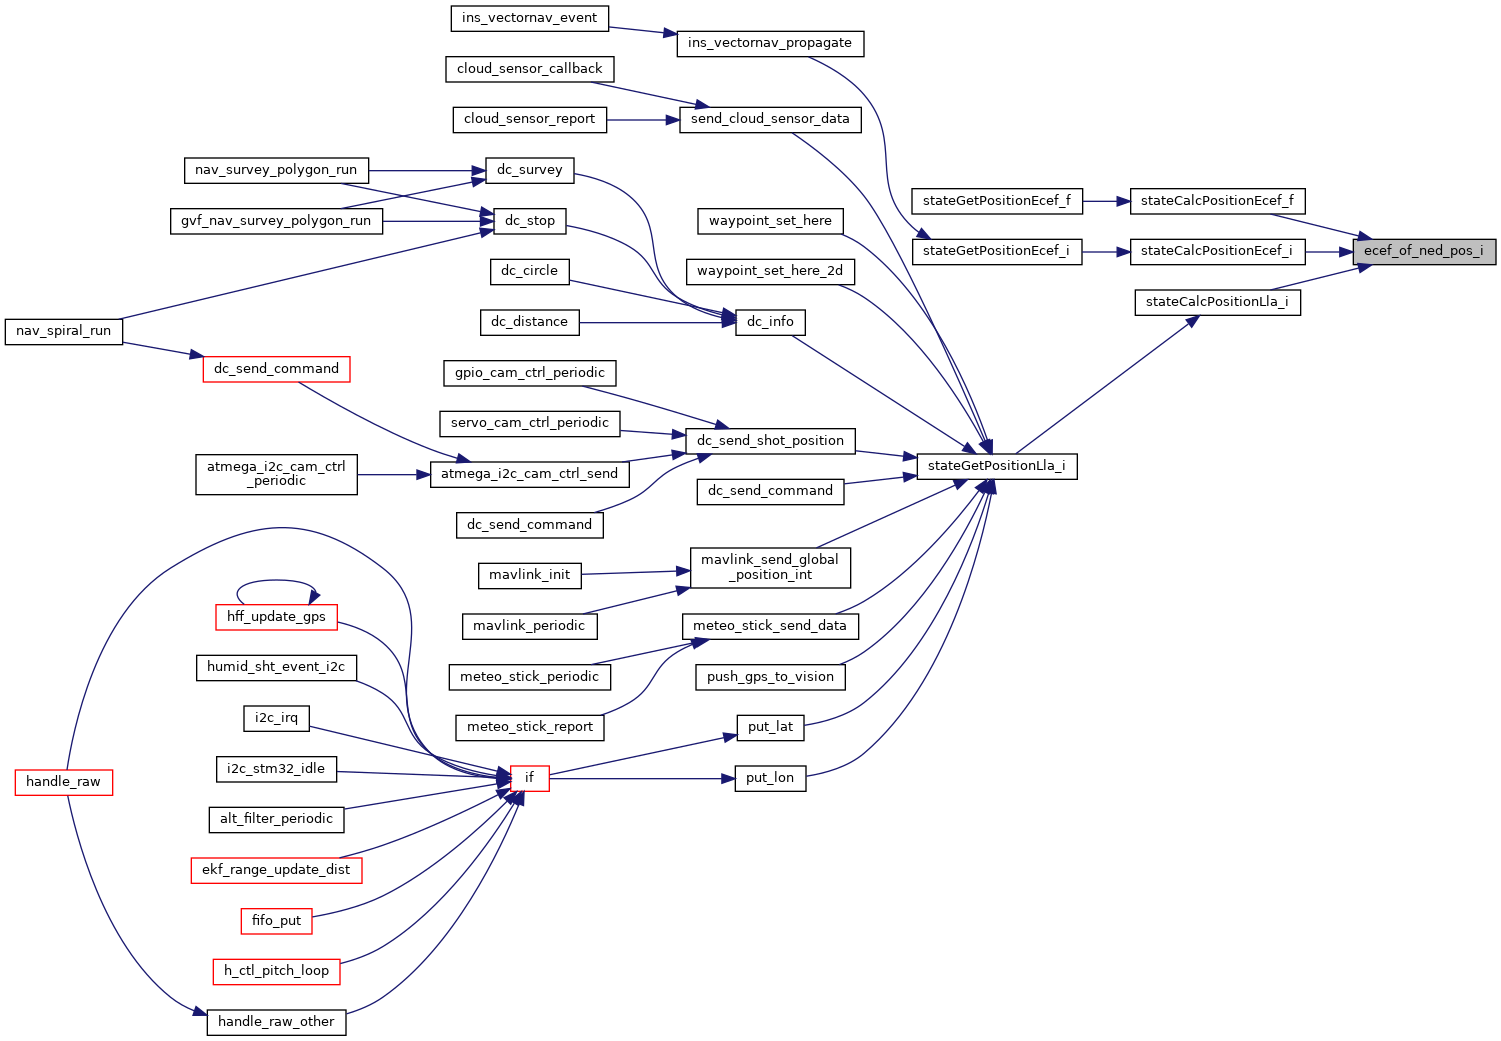 ins_vectornav_event
ins_vectornav_propagate
cloud_sensor_callback
cloud_sensor_report
send_cloud_sensor_data
nav_survey_polygon_run
dc_survey
gvf_nav_survey_polygon_run
dc_stop
waypoint_set_here
stateGetPositionEcef_f
stateCalcPositionEcef_f
stateGetPositionEcef_i
stateCalcPositionEcef_i
ecef_of_ned_pos_i
dc_circle
waypoint_set_here_2d
stateCalcPositionLla_i
nav_spiral_run
dc_distance
dc_info
dc_send_command
gpio_cam_ctrl_periodic
servo_cam_ctrl_periodic
dc_send_shot_position
atmega_i2c_cam_ctrl
_periodic
atmega_i2c_cam_ctrl_send
stateGetPositionLla_i
dc_send_command
dc_send_command
mavlink_init
mavlink_send_global
_position_int
hff_update_gps
mavlink_periodic
meteo_stick_send_data
humid_sht_event_i2c
meteo_stick_periodic
push_gps_to_vision
i2c_irq
meteo_stick_report
put_lat
handle_raw
i2c_stm32_idle
if
put_lon
alt_filter_periodic
ekf_range_update_dist
fifo_put
h_ctl_pitch_loop
handle_raw_other